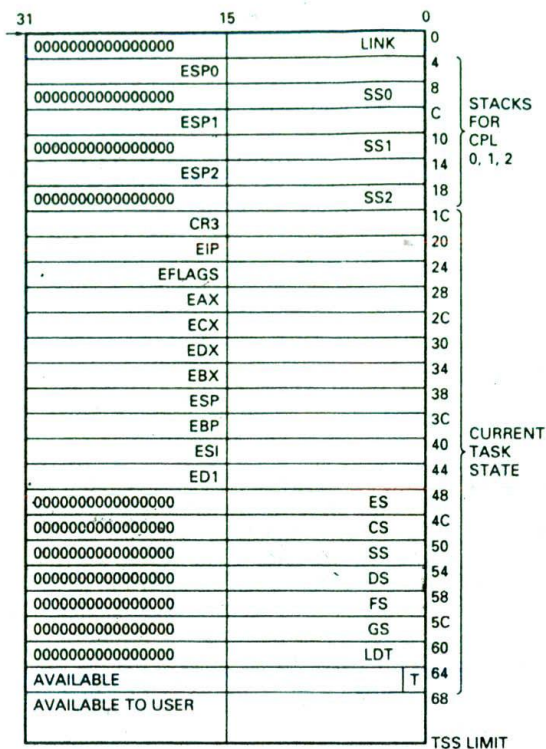 31 15 0
0000000000000000 LINK 0
ESP0 4
0000000000000000 SS0 8
ESP1 C
0000000000000000 SS1 10
ESP2 14
0000000000000000 SS2 18
STACKS
FOR
CPL
0, 1, 2
CR3 1C
EIP 20
EFLAGS 24
EAX 28
ECX 2C
EDX 30
EBX 34
ESP 38
EBP 3C
ESI 40
ED1 44
0000000000000000 ES 48
0000000000000000 CS 4C
0000000000000000 SS 50
0000000000000000 DS 54
0000000000000000 FS 58
0000000000000000 GS 5C
0000000000000000 LDT 60
AVAILABLE T 64
CURRENT
TASK
STATE
AVAILABLE TO USER 68
TSS LIMIT